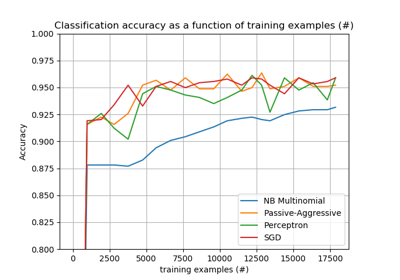 Classification accuracy as a function of training examples (#)
1.000
0.975
0.950
0.925
0.900
0.875
0.850
0.825
0.800
Accuracy
NB Multinomial
Passive-Aggressive
Perceptron
SGD
0 2500 5000 7500 10000 12500 15000 17500
training examples (#)